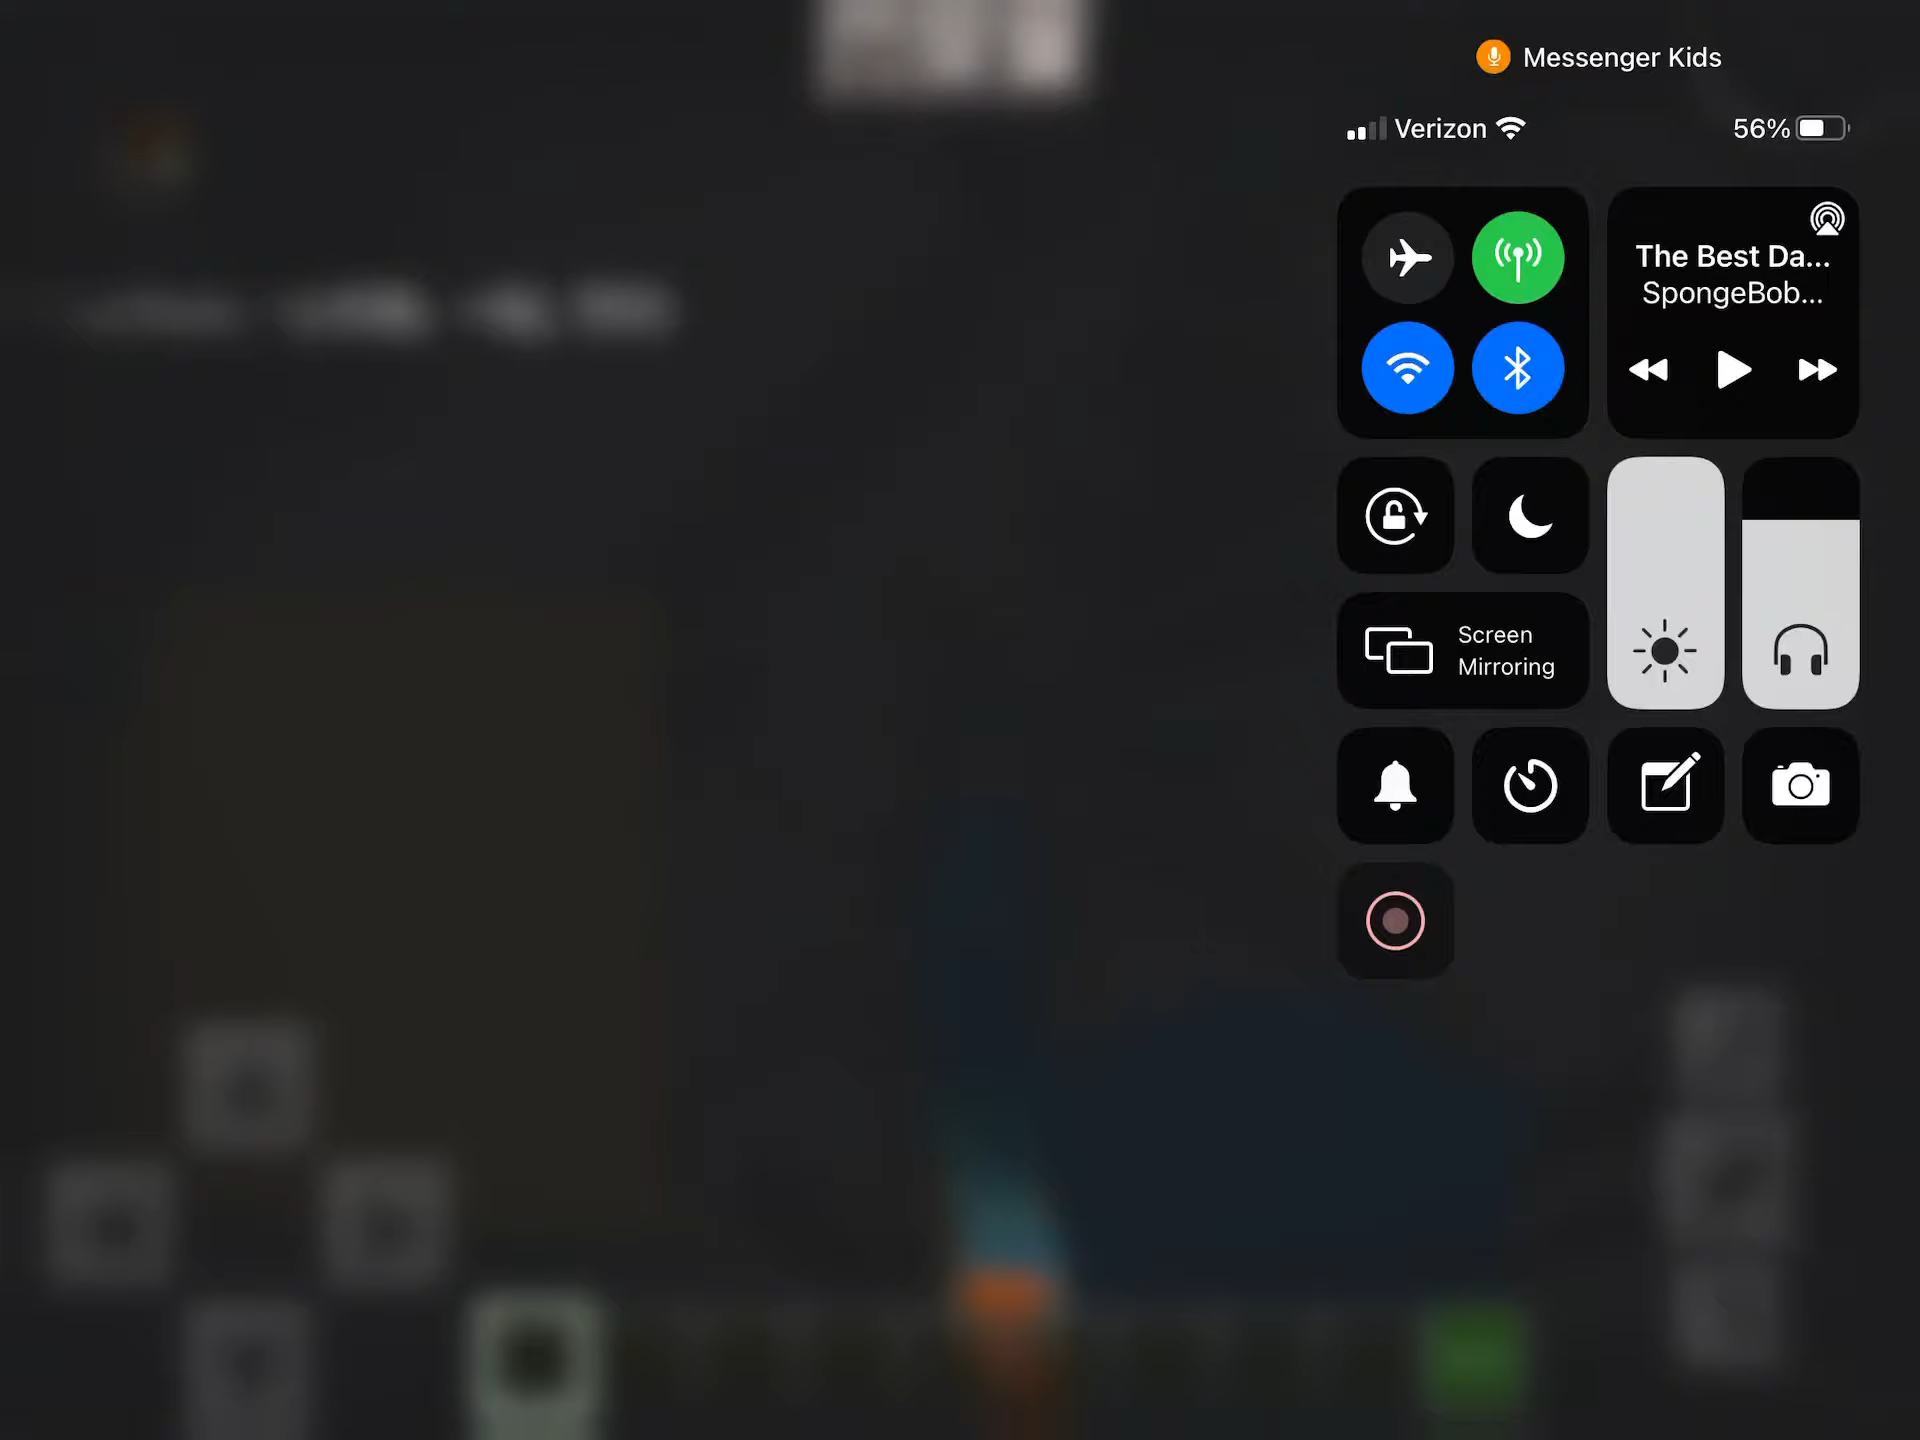 Messenger Kids
Verizon
56%
The Best Da...
SpongeBob...
Screen
Mirroring